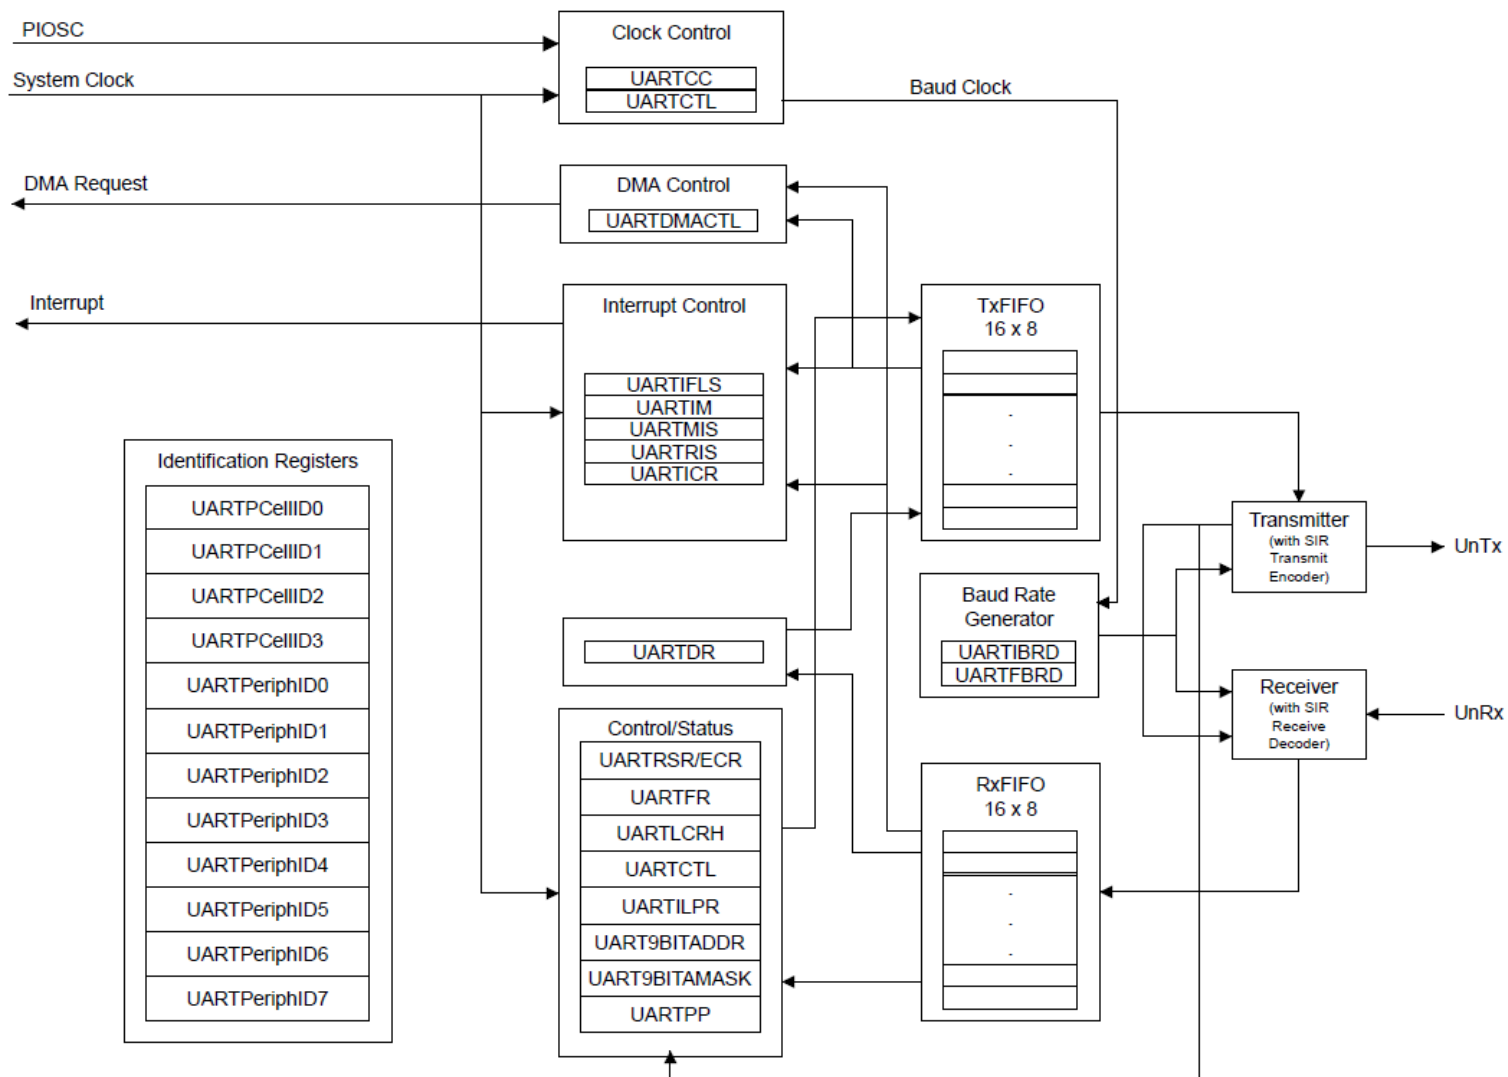 PIOSC
System Clock
Clock Control
UARTCC
UARTCTL
Baud Clock
DMA Request
DMA Control
UARTDMACTL
Interrupt
Interrupt Control
UARTIFLS
UARTIM
UARTMIS
UARTRIS
UARTICR
TxFIFO
16 x 8
.
.
.
Identification Registers
UARTPCellID0
UARTPCellID1
UARTPCellID2
UARTPCellID3
UARTPeriphID0
UARTPeriphID1
UARTPeriphID2
UARTPeriphID3
UARTPeriphID4
UARTPeriphID5
UARTPeriphID6
UARTPeriphID7
UARTDR
Baud Rate
Generator
UARTIBRD
UARTFBRD
Transmitter
(with SIR
Transmit
Encoder)
UnTx
Receiver
(with SIR
Receive
Decoder)
UnRx
Control/Status
UARTRSR/ECR
UARTFR
UARTLCRH
UARTCTL
UARTILPR
UART9BITADDR
UART9BITAMASK
UARTPP
RxFIFO
16 x 8
.
.
.